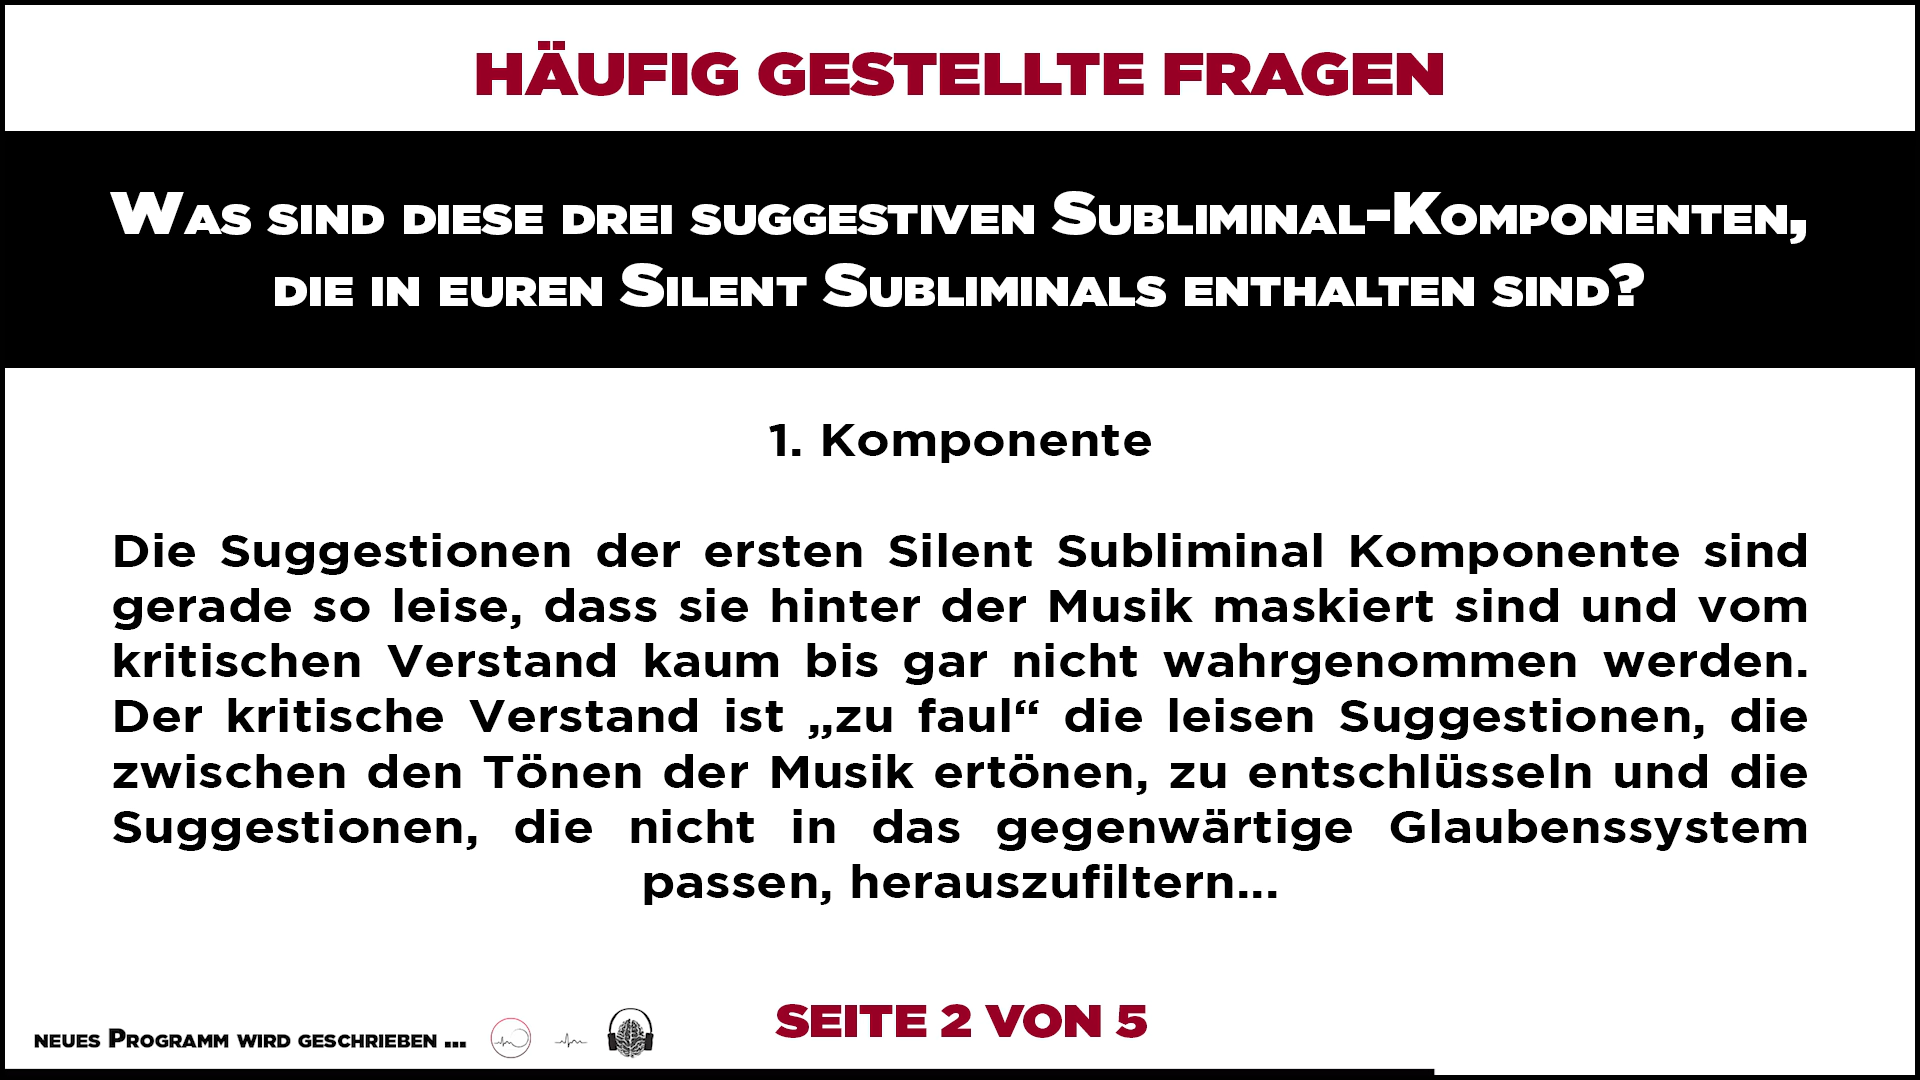 HÄUFIG GESTELLTE FRAGEN
Was sind diese drei suggestiven Subliminal-Komponenten,
die in euren Silent Subliminals enthalten sind?
1. Komponente
Die Suggestionen der ersten Silent Subliminal Komponente sind
gerade so leise, dass sie hinter der Musik maskiert sind und vom
kritischen Verstand kaum bis gar nicht wahrgenommen werden.
Der kritische Verstand ist „zu faul“ die leisen Suggestionen, die
zwischen den Tönen der Musik ertönen, zu entschlüsseln und die
Suggestionen, die nicht in das gegenwärtige Glaubenssystem
passen, herauszufiltern...
neues Programm wird geschrieben ...
SEITE 2 VON 5